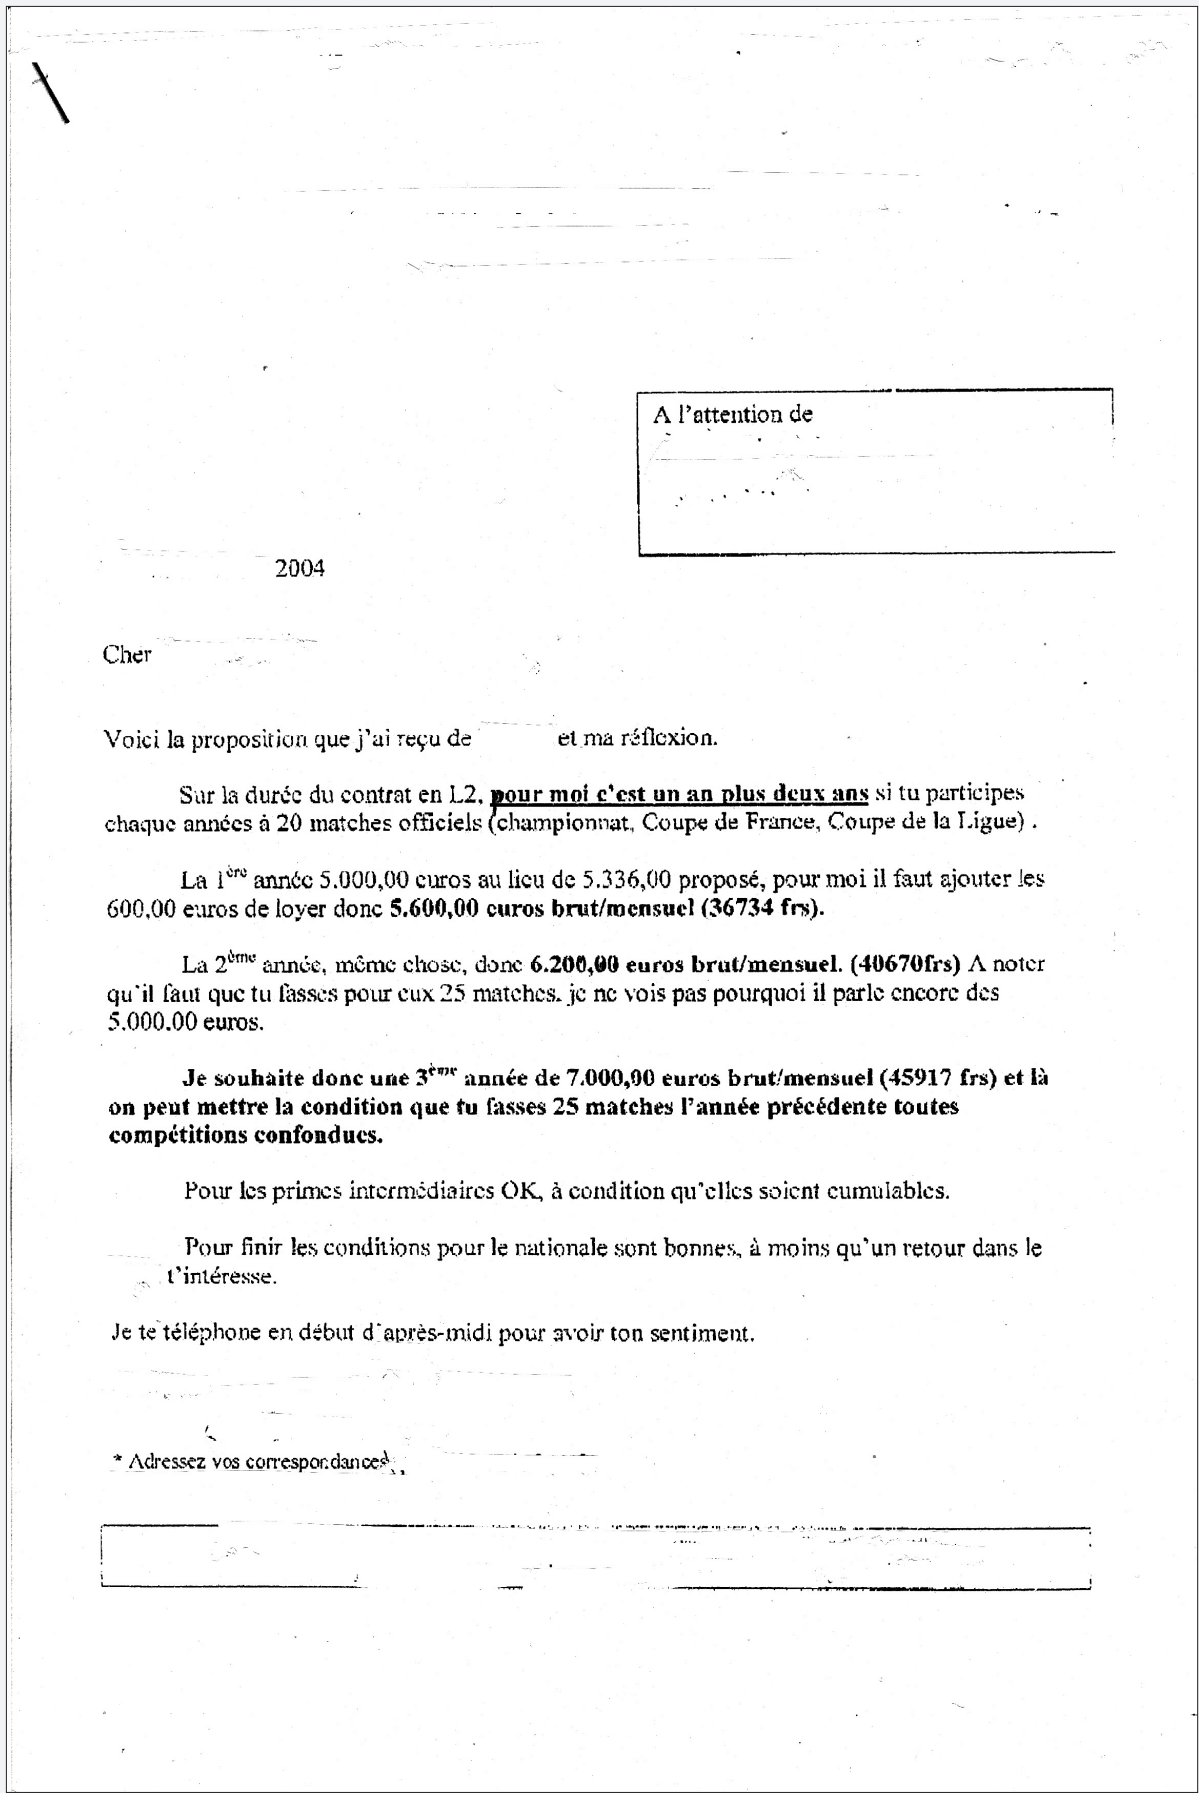 A l'attention de
2004
Cher
Voici la proposition que j'ai reçu de et ma réflexion.
Sur la durée du contrat en L2, pour moi c'est un an plus deux ans si tu participes
chaque années à 20 matches officiels (championnat, Coupe de France, Coupe de la Ligue) .
La 1ère année 5.000,00 euros au lieu de 5.336,00 proposé, pour moi il faut ajouter les
600,00 euros de loyer donc 5.600,00 euros brut/mensuel (36734 frs).
La 2ème année, même chose, donc 6.200,00 euros brut/mensuel. (40670frs) A noter
qu'il faut que tu fasses pour eux 25 matches. je ne vois pas pourquoi il parle encore des
5.000.00 euros.
Je souhaite donc une 3ème année de 7.000,00 euros brut/mensuel (45917 frs) et là
on peut mettre la condition que tu fasses 25 matches l'année précédente toutes
compétitions confondues.
Pour les primes intermédiaires OK, à condition qu'elles soient cumulables.
Pour finir les conditions pour le nationale sont bonnes, à moins qu'un retour dans le
t'intéresse.
Je te téléphone en début d'après-midi pour avoir ton sentiment.
* Adressez vos correspondances